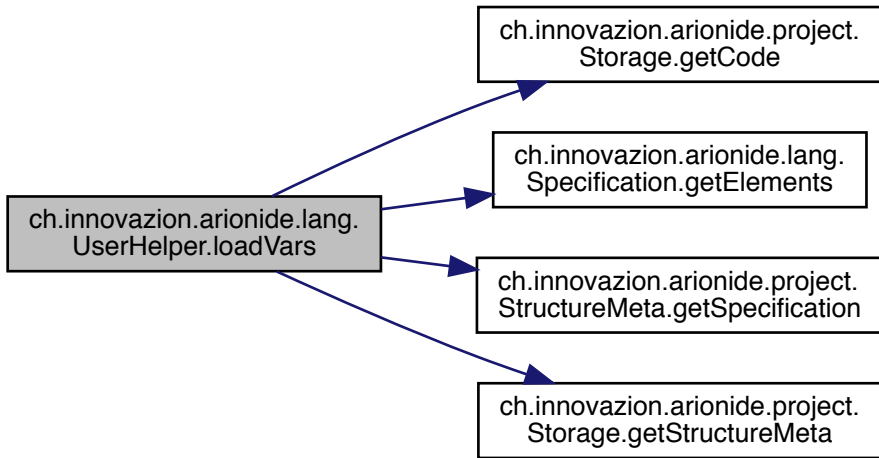 ch.innovazion.arionide.lang.
UserHelper.loadVars
ch.innovazion.arionide.project.
Storage.getCode
ch.innovazion.arionide.lang.
Specification.getElements
ch.innovazion.arionide.project.
StructureMeta.getSpecification
ch.innovazion.arionide.project.
Storage.getStructureMeta